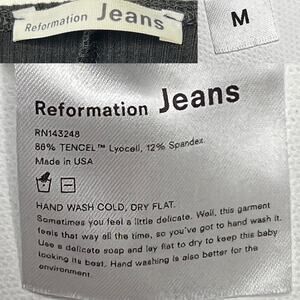 Reformation Jeans
M
Reformation Jeans
RN143248
88% TENCEL™ Lyocell, 12% Spandex
Made in USA
HAND WASH COLD, DRY FLAT.
Sometimes you feel a little delicate. Well, this garment
feels that way all the time, so you've got to hand wash it.
Use a delicate soap and lay flat to dry to keep this baby
looking its best. Hand washing is also better for the
environment.